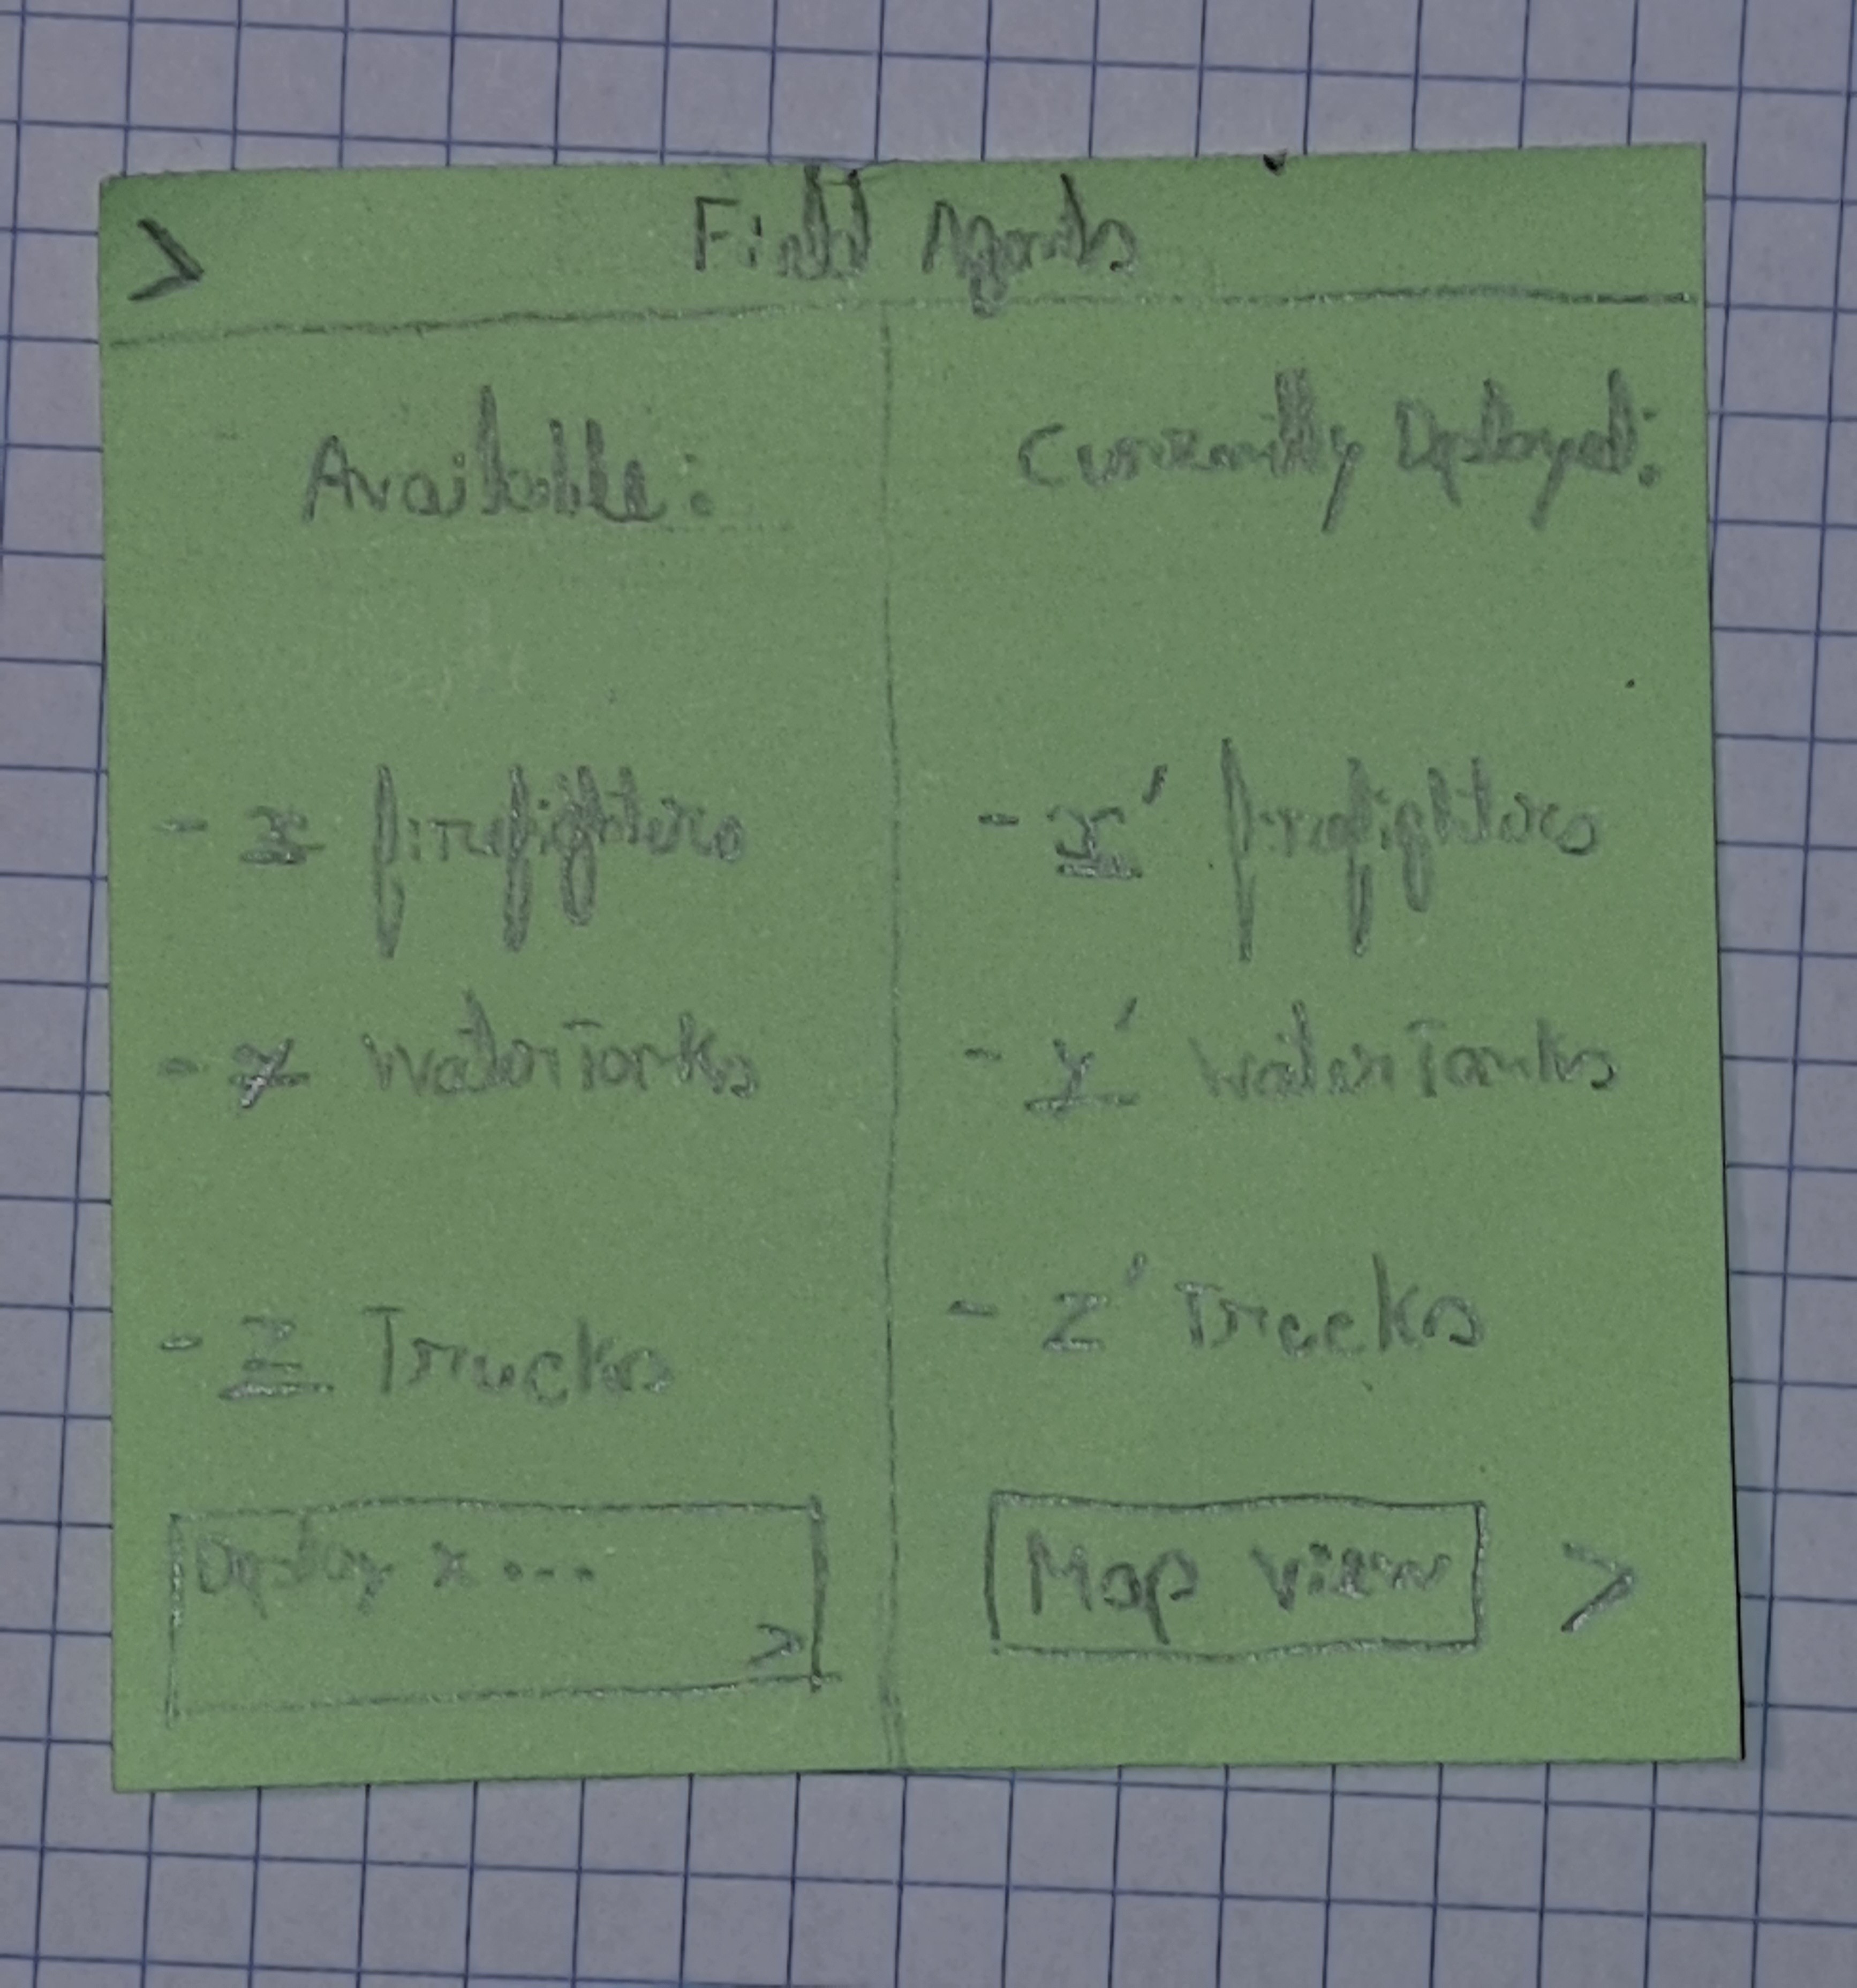 > Field Agents
Available:
- x firefighters
- y WaterTanks
- z Trucks
Deploy x ...
>
Currently Deployed:
- x' firefighters
- y' WaterTanks
- z' Trucks
Map View >